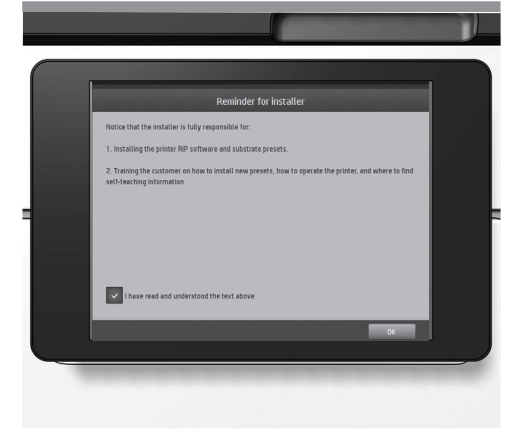 Reminder for installer
Notice that the installer is fully responsible for:
1. Installing the printer RIP software and substrate presets.
2. Training the customer on how to install new presets, how to operate the printer, and where to find
self-teaching information.
I have read and understood the text above
OK